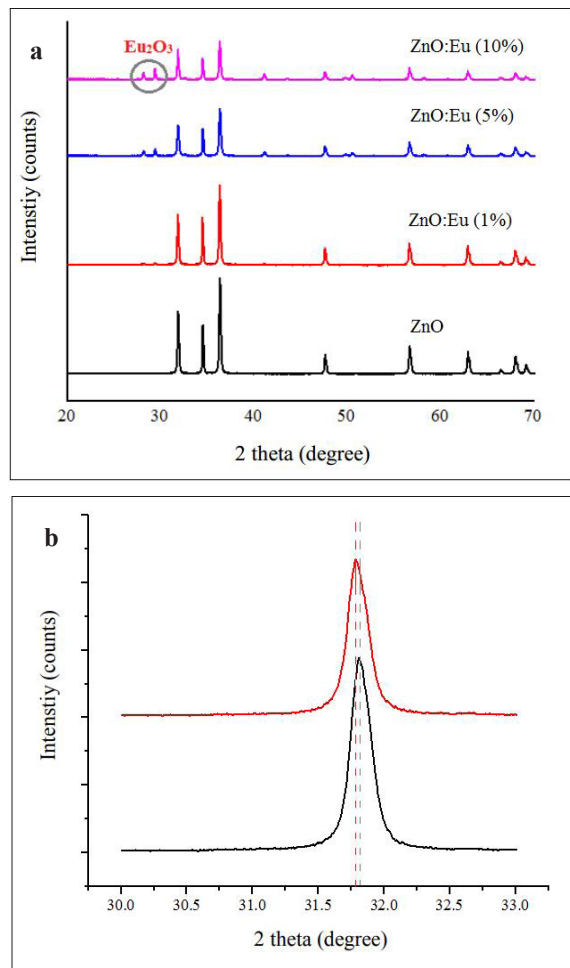 a
Eu₂O₃
ZnO:Eu (10%)
ZnO:Eu (5%)
ZnO:Eu (1%)
ZnO
Intenstiy (counts)
20 30 40 50 60 70
2 theta (degree)
b
Intenstiy (counts)
30.0 30.5 31.0 31.5 32.0 32.5 33.0
2 theta (degree)